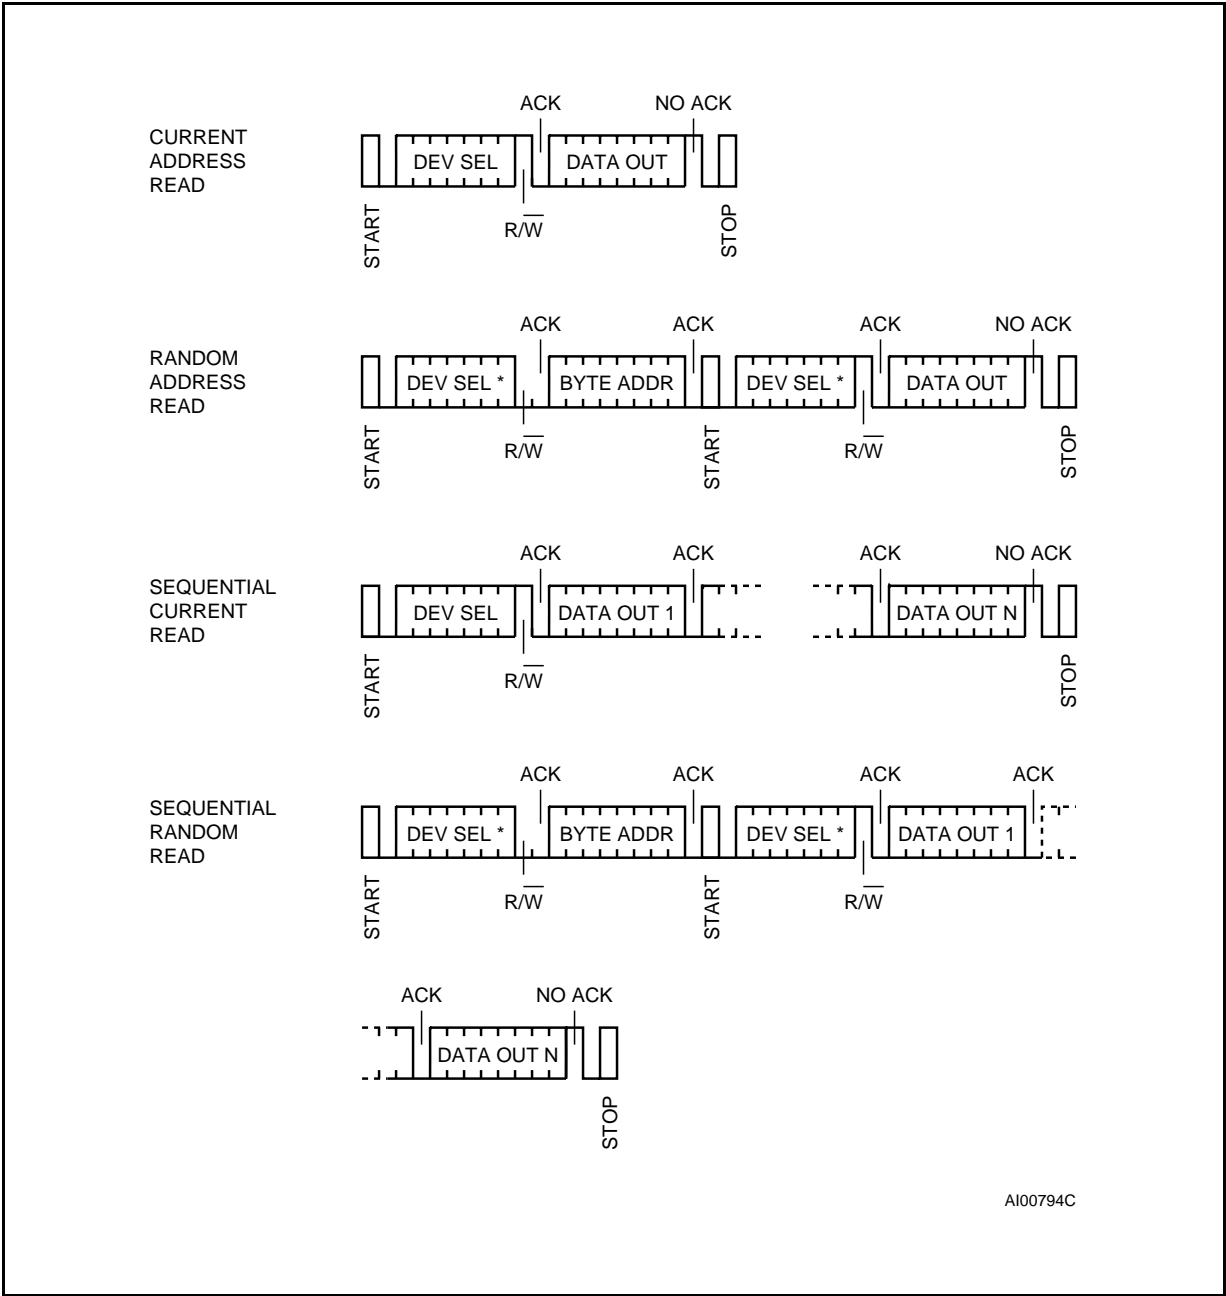 ACK NO ACK
CURRENT
ADDRESS
READ
DEV SEL DATA OUT
START
R/W̅
STOP
ACK ACK ACK NO ACK
RANDOM
ADDRESS
READ
DEV SEL * BYTE ADDR DEV SEL * DATA OUT
START
R/W̅
START
R/W̅
STOP
ACK ACK ACK NO ACK
SEQUENTIAL
CURRENT
READ
DEV SEL DATA OUT 1 DATA OUT N
START
R/W̅
STOP
ACK ACK ACK ACK
SEQUENTIAL
RANDOM
READ
DEV SEL * BYTE ADDR DEV SEL * DATA OUT 1
START
R/W̅
START
R/W̅
ACK NO ACK
DATA OUT N
STOP
AI00794C